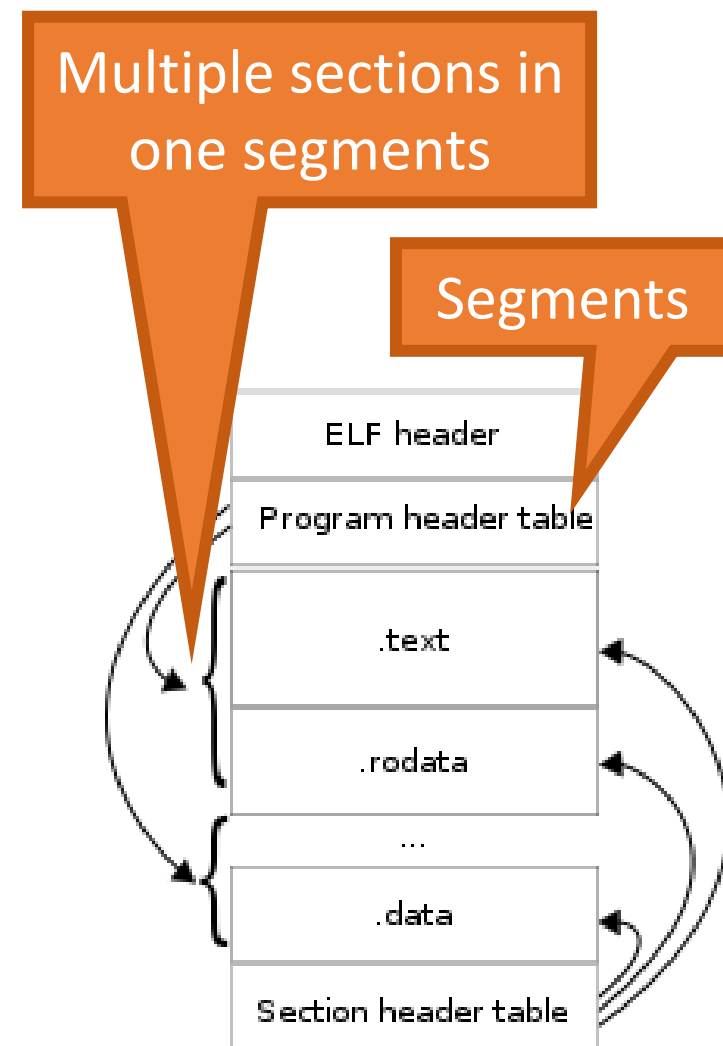 Multiple sections in
one segments
Segments
ELF header
Program header table
.text
.rodata
...
.data
Section header table